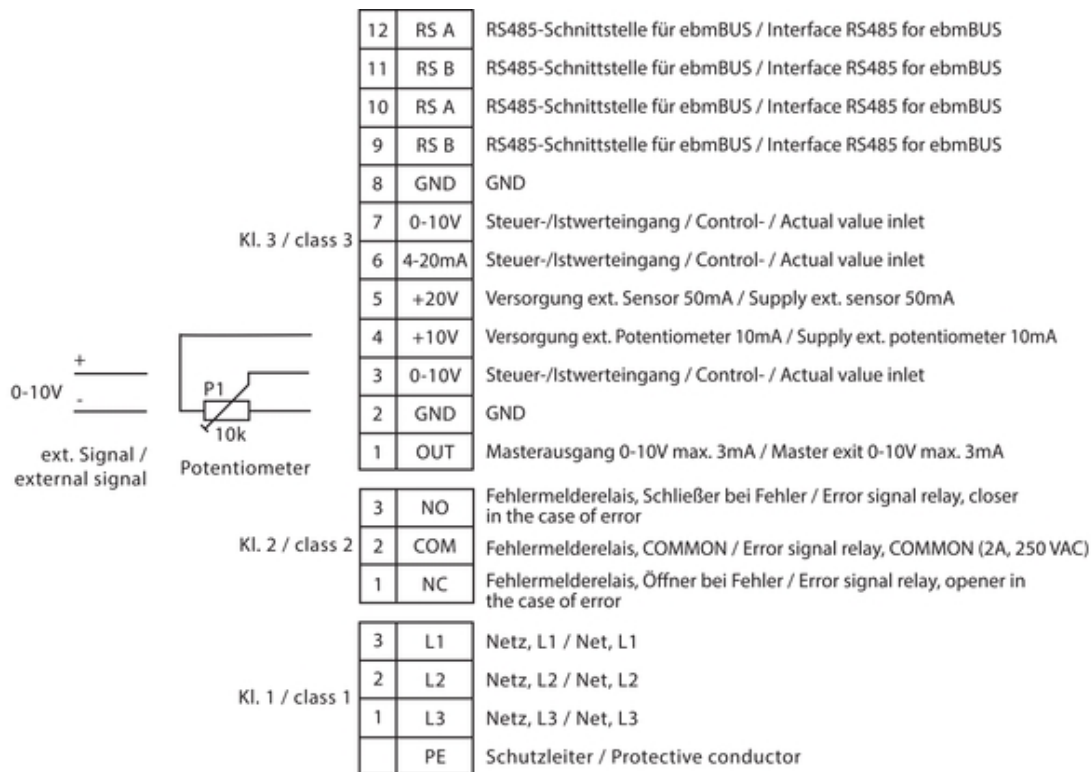 12 RS A RS485-Schnittstelle für ebmBUS / Interface RS485 for ebmBUS
11 RS B RS485-Schnittstelle für ebmBUS / Interface RS485 for ebmBUS
10 RS A RS485-Schnittstelle für ebmBUS / Interface RS485 for ebmBUS
9 RS B RS485-Schnittstelle für ebmBUS / Interface RS485 for ebmBUS
8 GND GND
7 0-10V Steuer-/Istwerteingang / Control- / Actual value inlet
Kl. 3 / class 3
6 4-20mA Steuer-/Istwerteingang / Control- / Actual value inlet
5 +20V Versorgung ext. Sensor 50mA / Supply ext. sensor 50mA
4 +10V Versorgung ext. Potentiometer 10mA / Supply ext. potentiometer 10mA
3 0-10V Steuer-/Istwerteingang / Control- / Actual value inlet
2 GND GND
1 OUT Masterausgang 0-10V max. 3mA / Master exit 0-10V max. 3mA
+
0-10V
-
ext. Signal /
external signal
P1
10k
Potentiometer
3 NO Fehlermelderelais, Schließer bei Fehler / Error signal relay, closer
in the case of error
Kl. 2 / class 2
2 COM Fehlermelderelais, COMMON / Error signal relay, COMMON (2A, 250 VAC)
1 NC Fehlermelderelais, Öffner bei Fehler / Error signal relay, opener in
the case of error
3 L1 Netz, L1 / Net, L1
2 L2 Netz, L2 / Net, L2
Kl. 1 / class 1
1 L3 Netz, L3 / Net, L3
PE Schutzleiter / Protective conductor